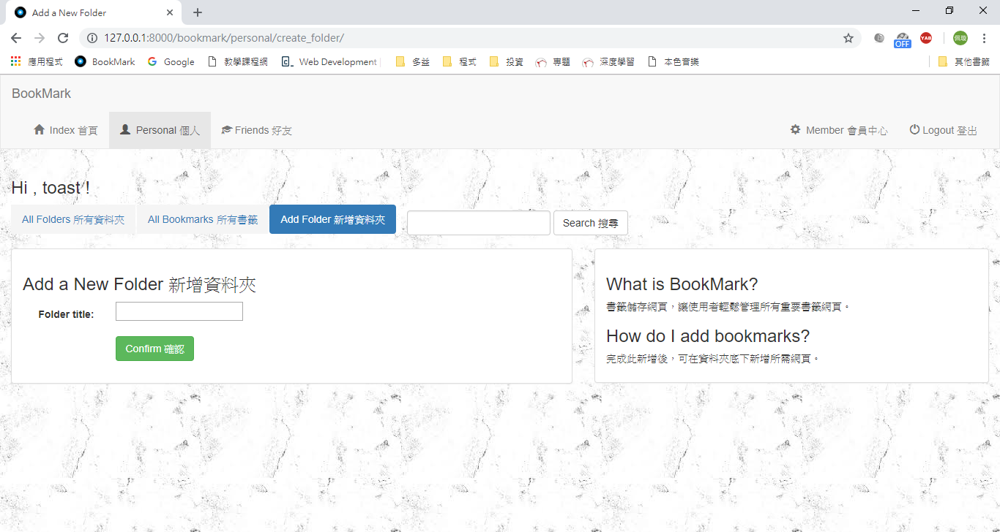 Add a New Folder
127.0.0.1:8000/bookmark/personal/create_folder/
OFF
YAB
佩璇
應用程式 BookMark Google 教學課程網 Web Development 多益 程式 投資 專題 深度學習 本色音樂 其他書籤
BookMark
Index 首頁 Personal 個人 Friends 好友 Member 會員中心 Logout 登出
Hi , toast !
All Folders 所有資料夾 All Bookmarks 所有書籤 Add Folder 新增資料夾 Search 搜尋
Add a New Folder 新增資料夾
Folder title:
Confirm 確認
What is BookMark?
書籤儲存網頁，讓使用者輕鬆管理所有重要書籤網頁。
How do I add bookmarks?
完成此新增後，可在資料夾底下新增所需網頁。